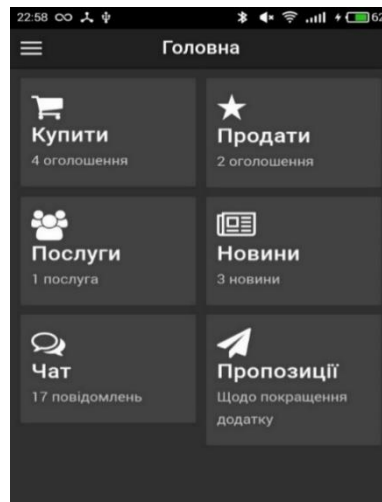 22:58
62
Головна
Купити
4 оголошення
Продати
2 оголошення
Послуги
1 послуга
Новини
3 новини
Чат
17 повідомлень
Пропозиції
Щодо покращення
додатку